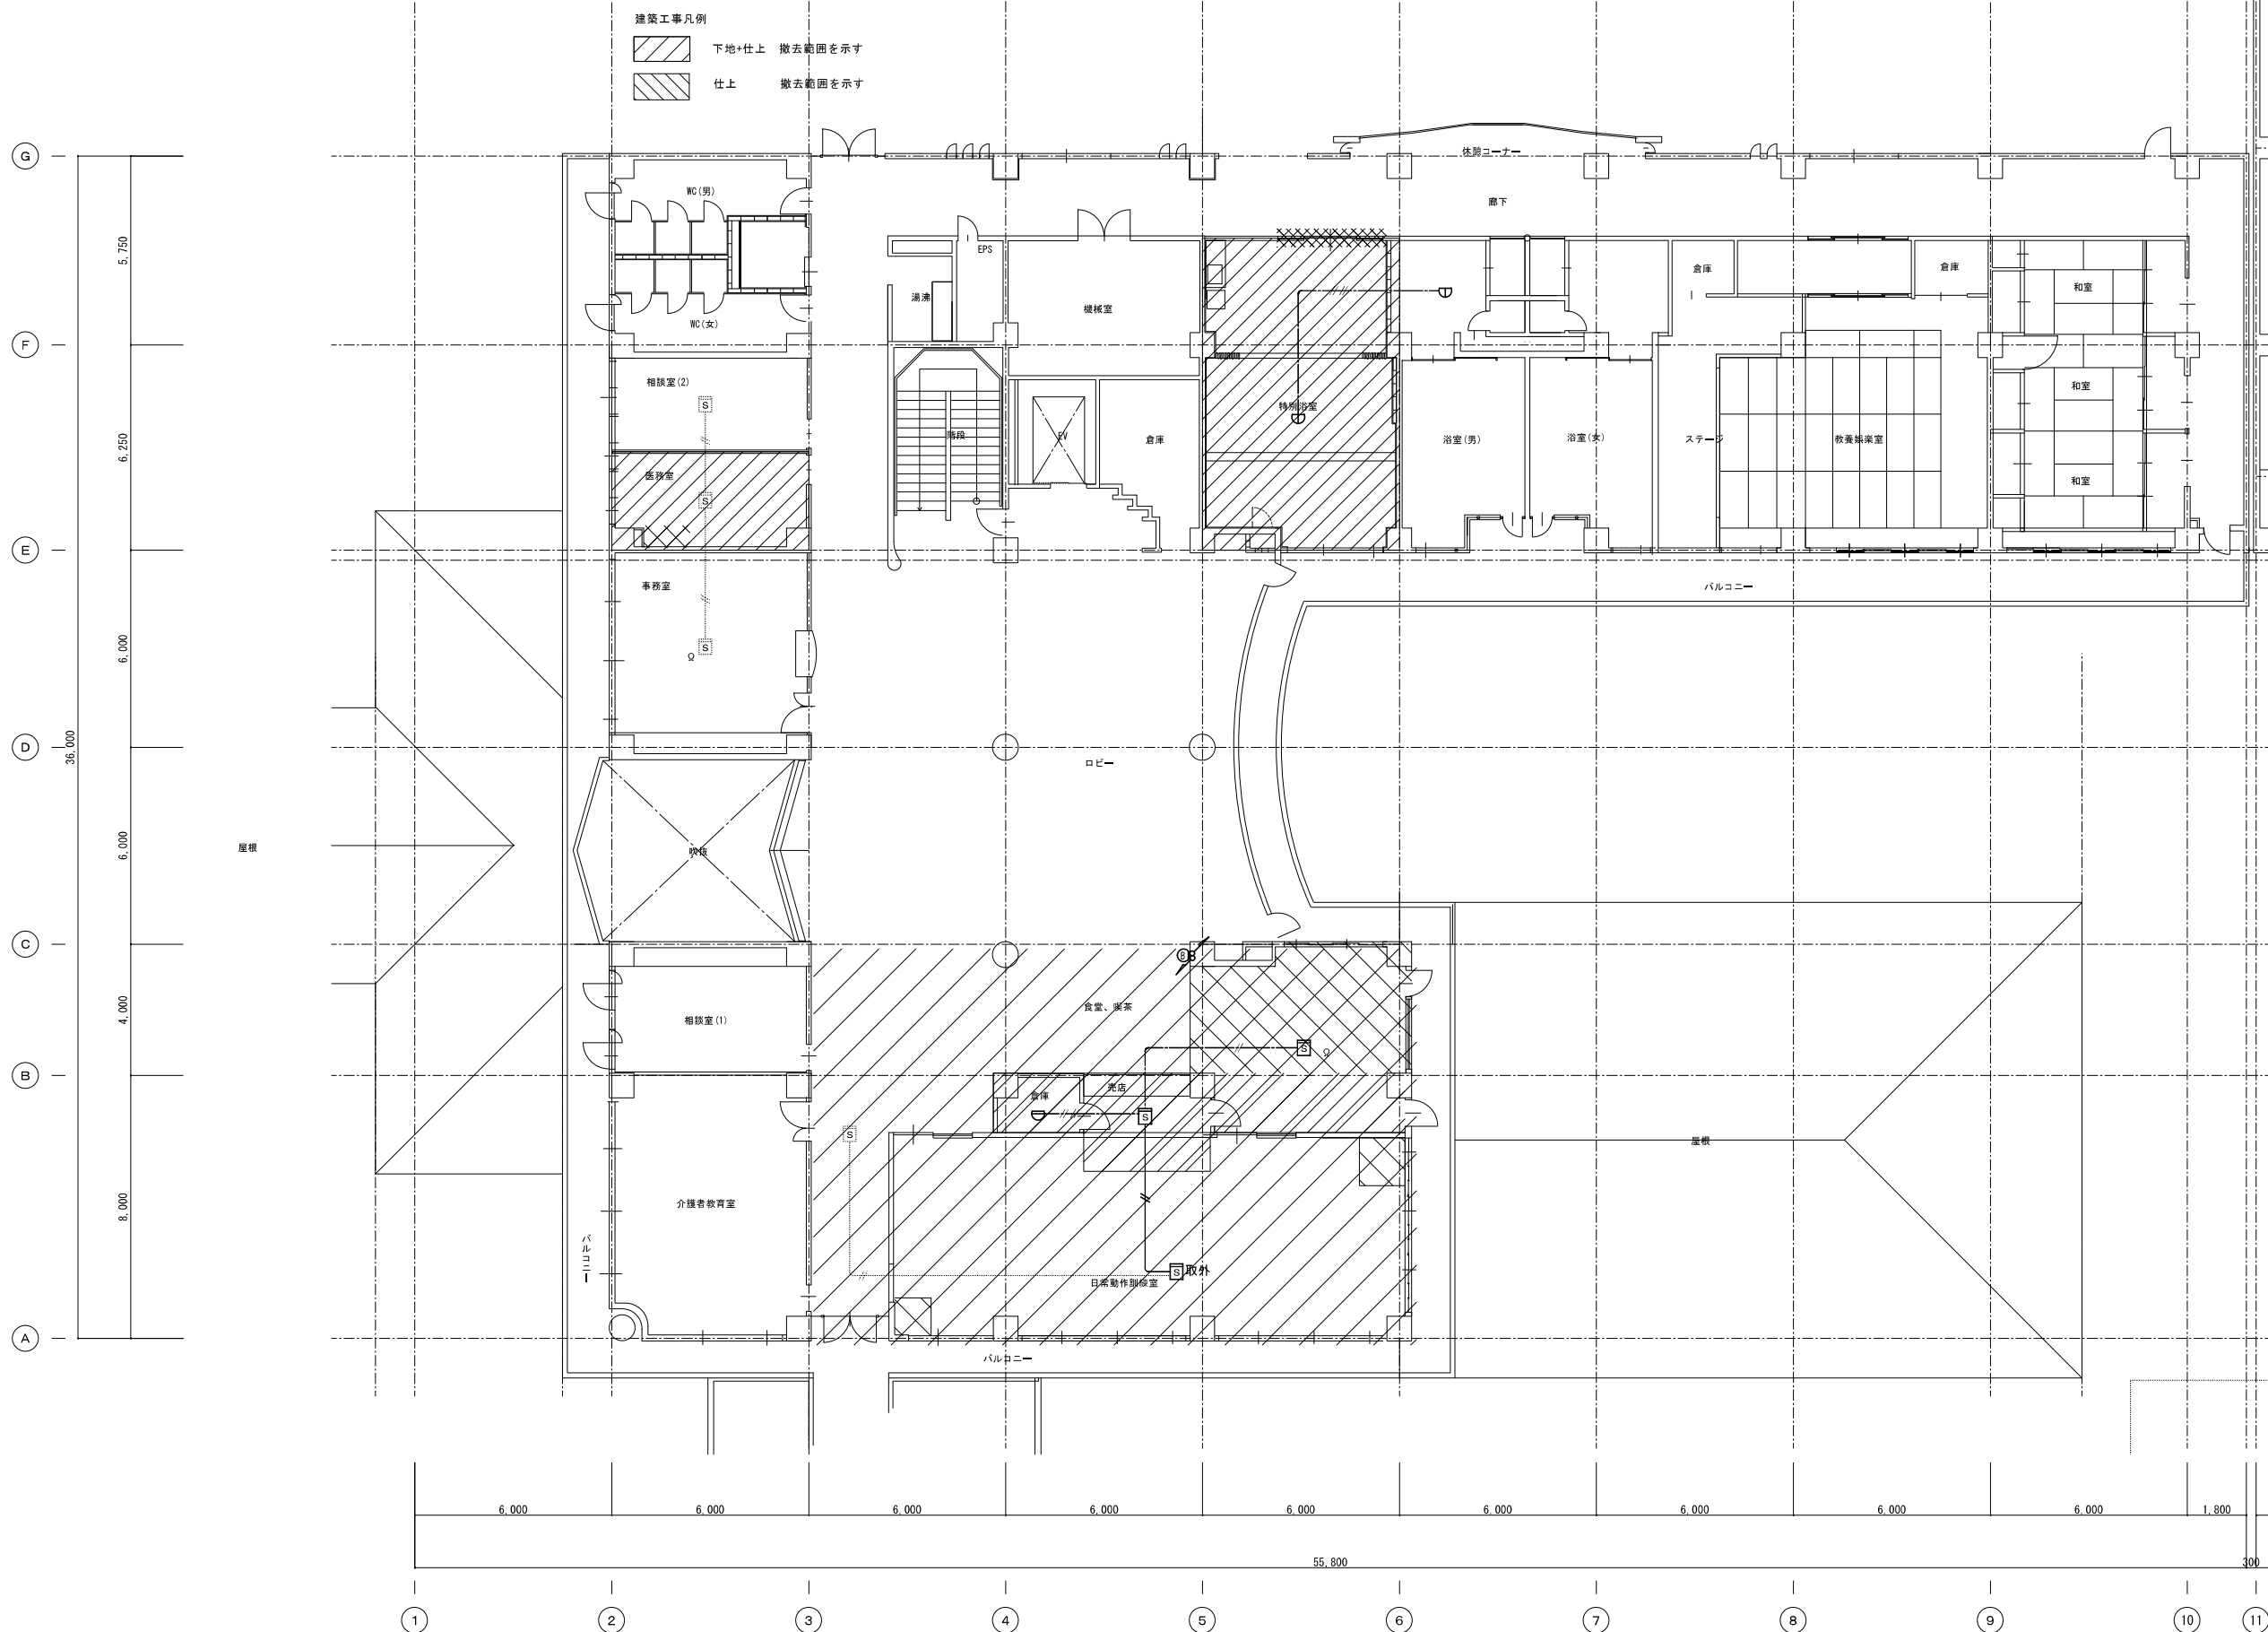 建築工事凡例
下地+仕上　撤去範囲を示す
仕上　撤去範囲を示す
G
休憩コーナー
WC(男)
廊下
5,750
EPS
倉庫
倉庫
和室
湯沸
機械室
WC(女)
F
相談室(2)
S
和室
特別浴室
階段
EV
倉庫
浴室(男)
浴室(女)
ステージ
教養娯楽室
6,250
医務室
和室
S
E
事務室
バルコニー
6,000
S
D
36,000
ロビー
屋根
6,000
吹抜
C
B
食堂、喫茶
4,000
相談室(1)
S
B
売店
倉庫
S
S
屋根
8,000
介護者教育室
バルコニー
S
取外
日常動作訓練室
A
バルコニー
6,000
6,000
6,000
6,000
6,000
6,000
6,000
6,000
6,000
1,800
55,800
300
1
2
3
4
5
6
7
8
9
10
11